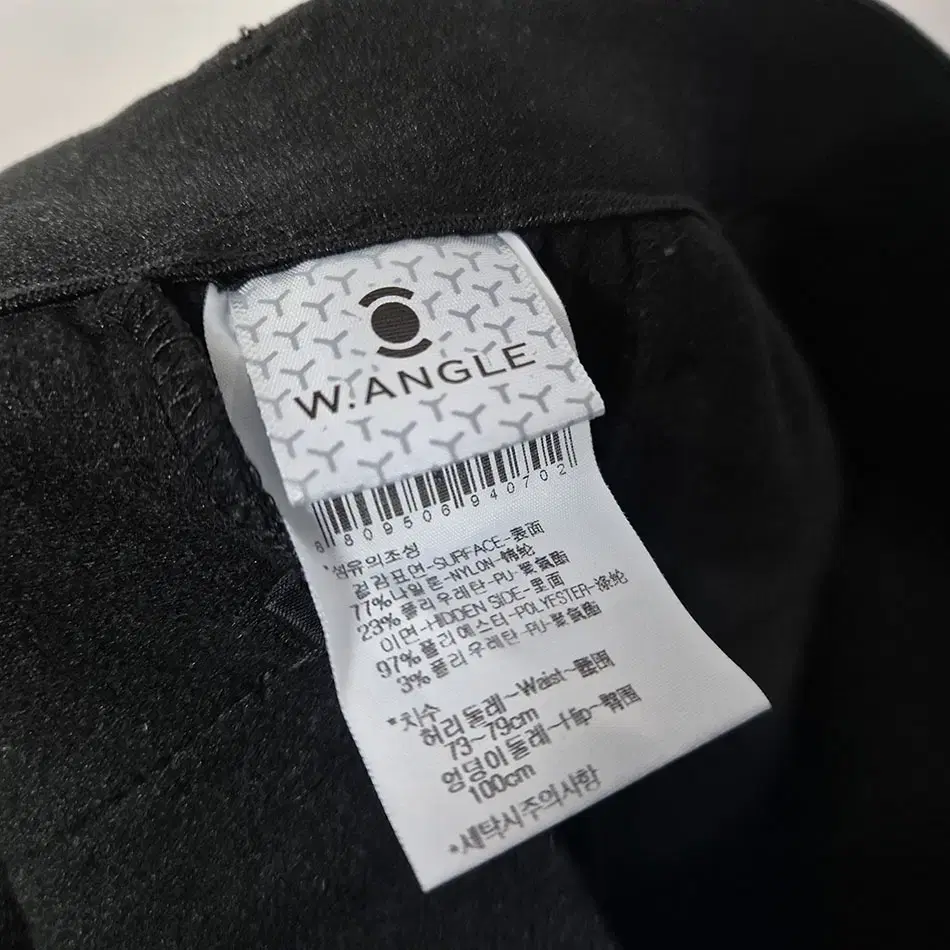 W.ANGLE
8 809506 940702
*섬유의조성
겉감표면-SURFACE-表面
77%나일론-NYLON-锦纶
23%폴리우레탄-PU-聚氨酯
이면-HIDDEN SIDE-里面
97%폴리에스터-POLYESTER-涤纶
3%폴리우레탄-PU-聚氨酯
*치수
허리둘레~Waist~腰围
73~79cm
엉덩이둘레~Hip~臀围
100cm
*세탁시주의사항